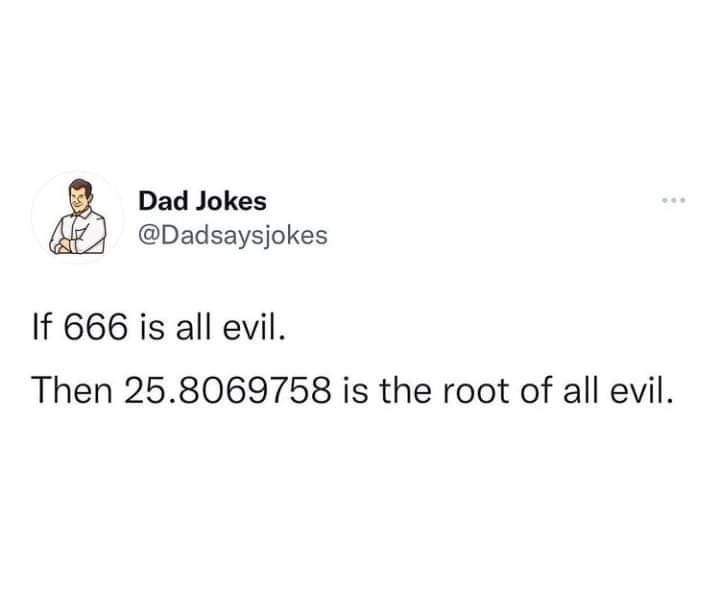 Dad Jokes
@Dadsaysjokes
If 666 is all evil.
Then 25.8069758 is the root of all evil.